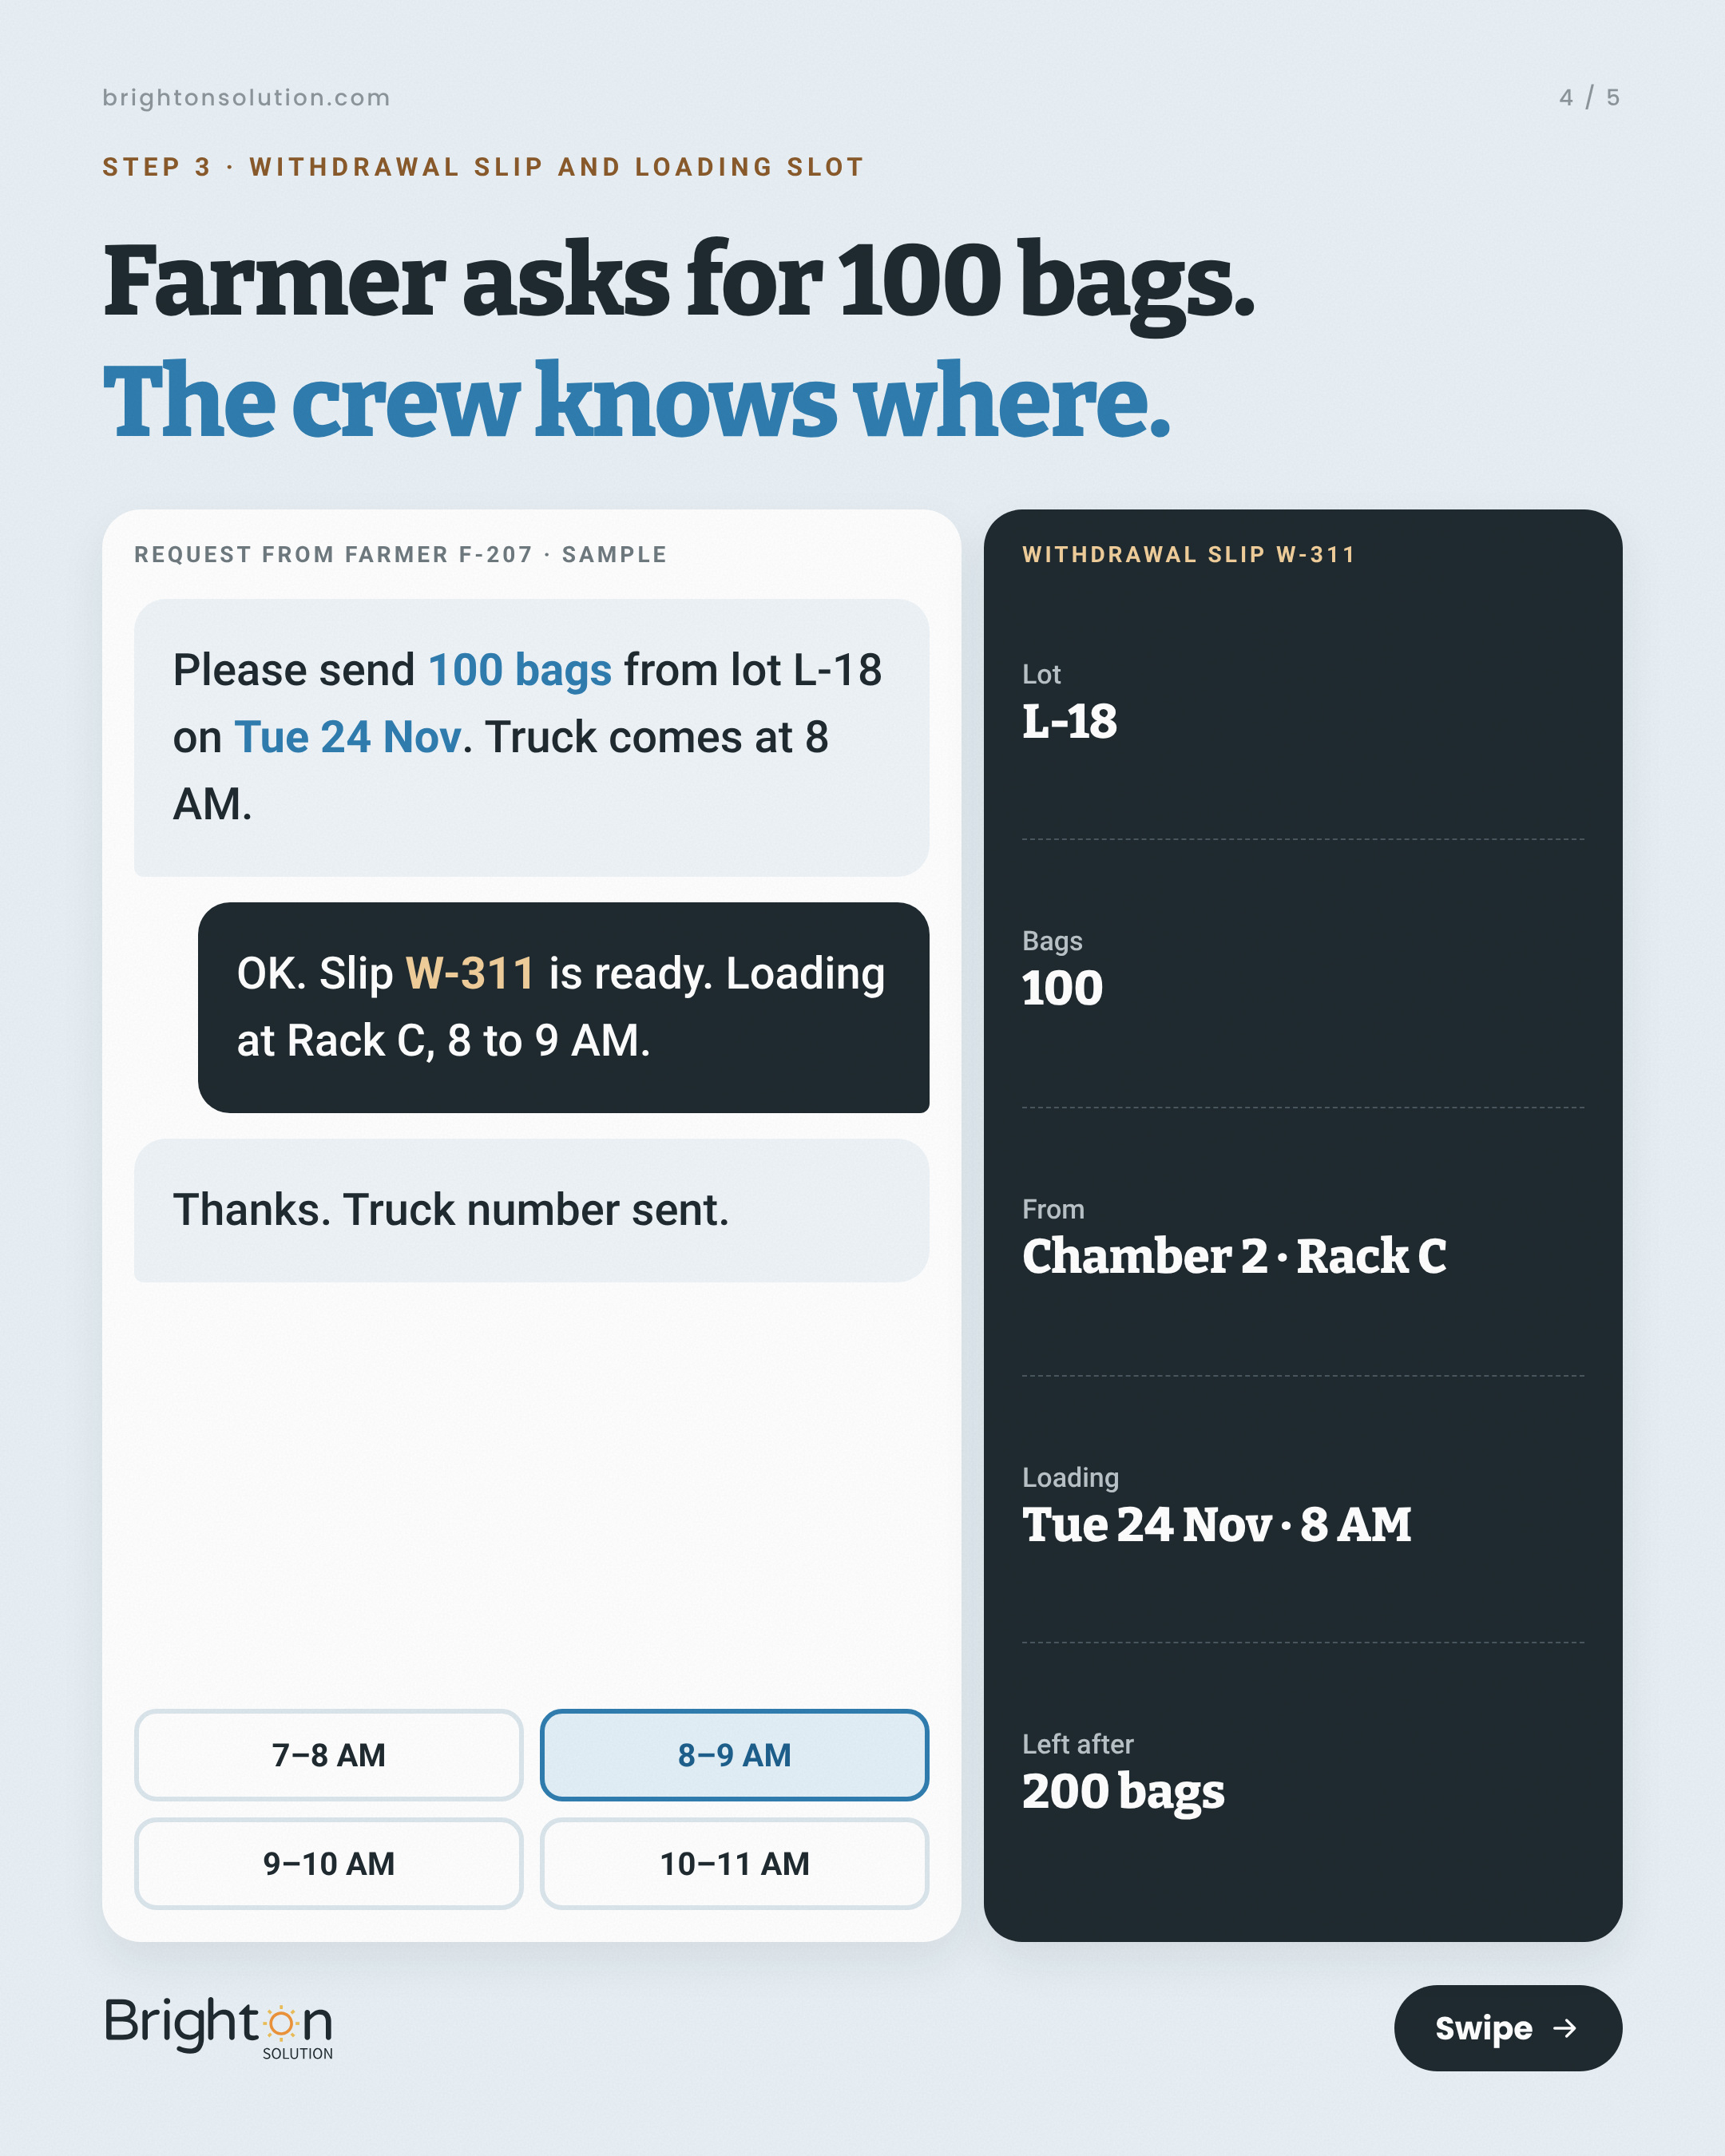 brightonsolution.com
4 / 5
STEP 3 · WITHDRAWAL SLIP AND LOADING SLOT
Farmer asks for 100 bags.
The crew knows where.
REQUEST FROM FARMER F-207 · SAMPLE
Please send 100 bags from lot L-18
on Tue 24 Nov. Truck comes at 8
AM.
OK. Slip W-311 is ready. Loading
at Rack C, 8 to 9 AM.
Thanks. Truck number sent.
7–8 AM
8–9 AM
9–10 AM
10–11 AM
WITHDRAWAL SLIP W-311
Lot
L-18
Bags
100
From
Chamber 2 · Rack C
Loading
Tue 24 Nov · 8 AM
Left after
200 bags
Brighton
SOLUTION
Swipe →